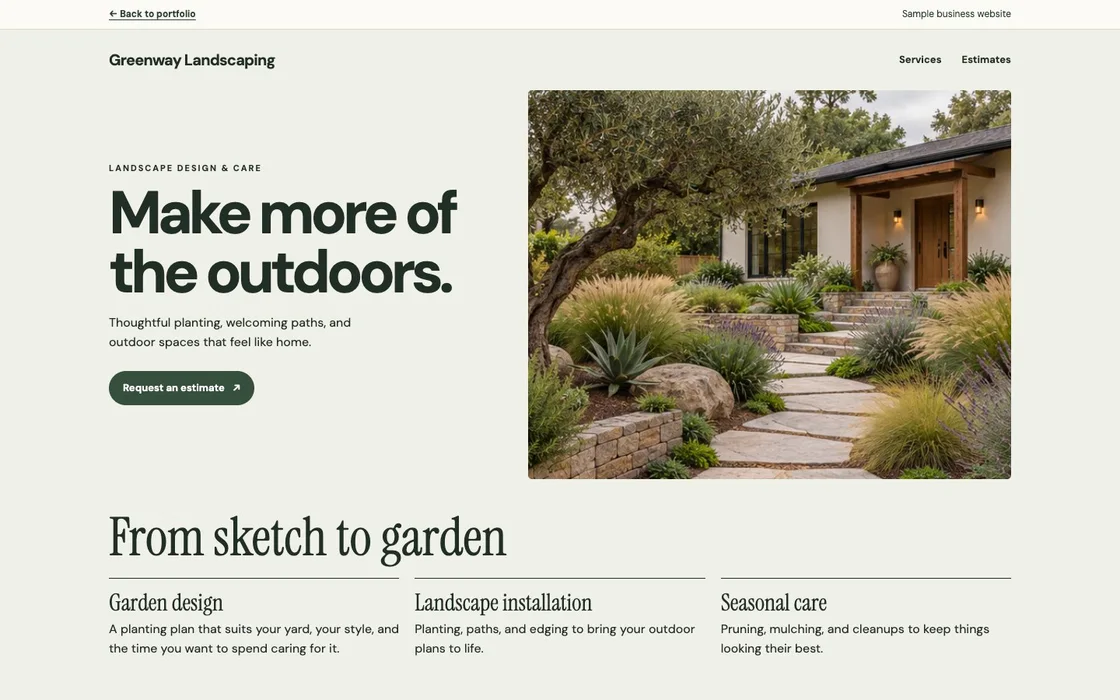 ← Back to portfolio
Sample business website
Greenway Landscaping
Services
Estimates
LANDSCAPE DESIGN & CARE
Make more of
the outdoors.
Thoughtful planting, welcoming paths, and
outdoor spaces that feel like home.
Request an estimate ↗
From sketch to garden
Garden design
A planting plan that suits your yard, your style, and
the time you want to spend caring for it.
Landscape installation
Planting, paths, and edging to bring your outdoor
plans to life.
Seasonal care
Pruning, mulching, and cleanups to keep things
looking their best.